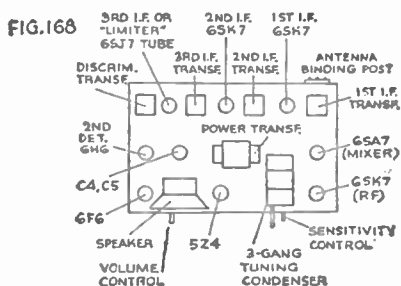 FIG.168
3RD I.F. OR
"LIMITER"
6SJ7 TUBE
2ND I.F.
6SK7
1ST I.F.
6SK7
DISCRIM.
TRANSF.
3RD I.F.
TRANSF.
2ND I.F.
TRANSF.
ANTENNA
BINDING POST
1ST I.F.
TRANSF.
2ND
DET.
6H6
POWER TRANSF.
6SA7
(MIXER)
C4, C5
6SK7
(RF)
6F6
SPEAKER
5Z4
SENSITIVITY
CONTROL
VOLUME
CONTROL
3-GANG
TUNING
CONDENSER